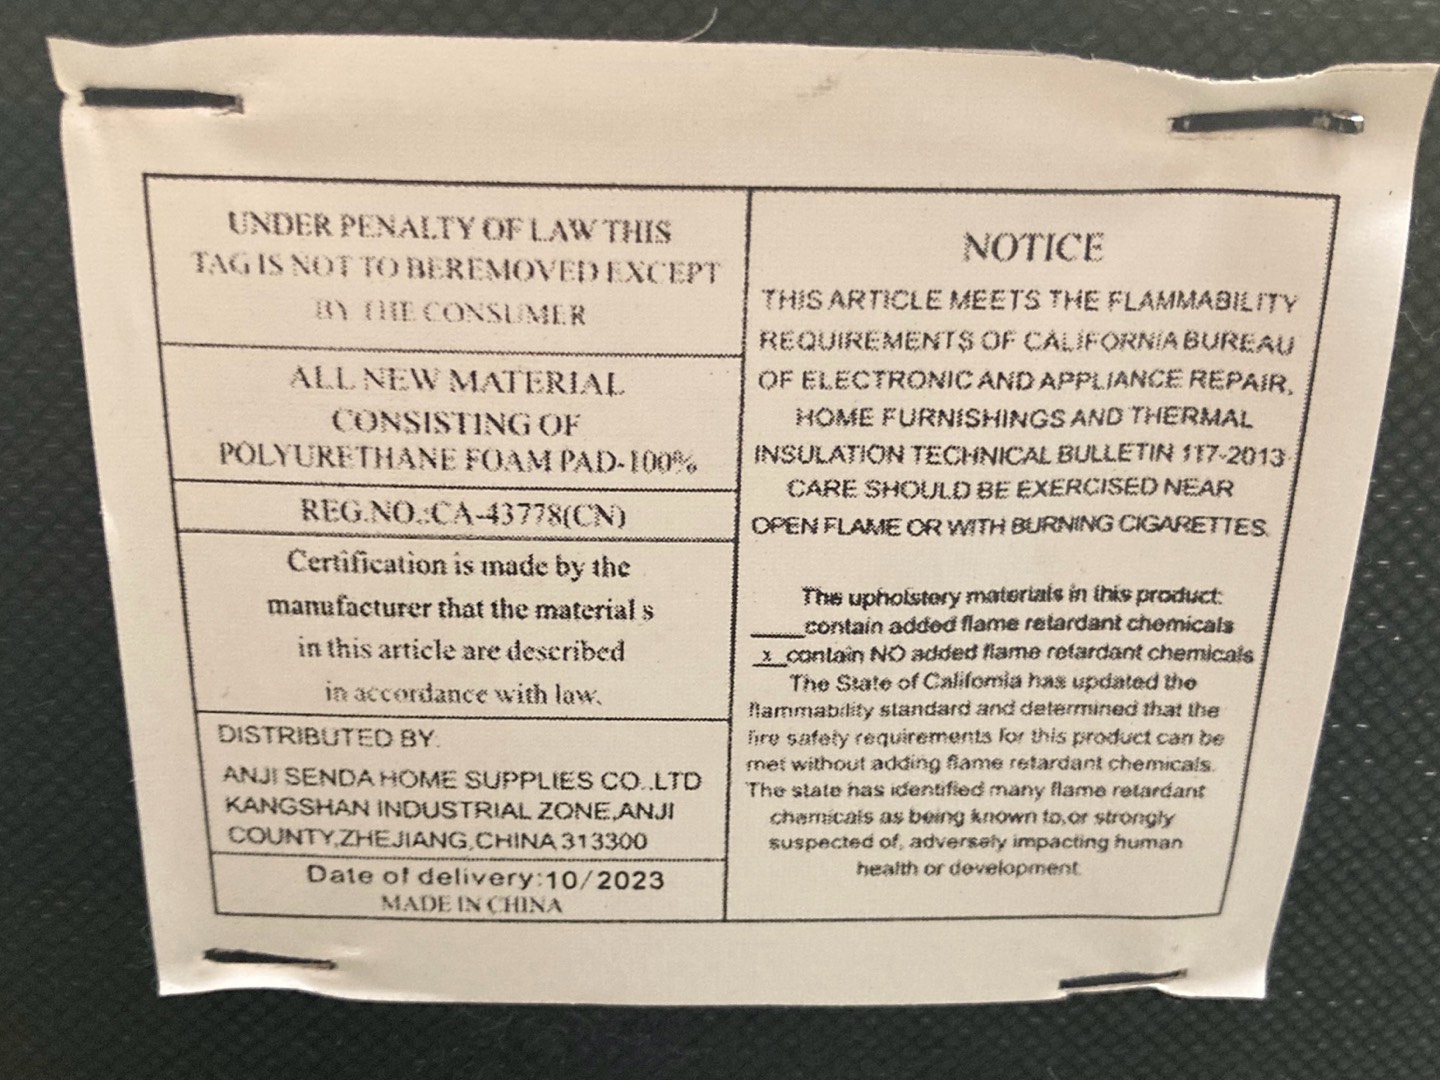 UNDER PENALTY OF LAW THIS
TAG IS NOT TO BEREMOVED EXCEPT
BY THE CONSUMER
ALL NEW MATERIAL
CONSISTING OF
POLYURETHANE FOAM PAD-100%
REG.NO.:CA-43778(CN)
Certification is made by the
manufacturer that the material s
in this article are described
in accordance with law.
DISTRIBUTED BY:
ANJI SENDA HOME SUPPLIES CO.,LTD
KANGSHAN INDUSTRIAL ZONE,ANJI
COUNTY,ZHEJIANG,CHINA 313300
Date of delivery:10/2023
MADE IN CHINA
NOTICE
THIS ARTICLE MEETS THE FLAMMABILITY
REQUIREMENTS OF CALIFORNIA BUREAU
OF ELECTRONIC AND APPLIANCE REPAIR,
HOME FURNISHINGS AND THERMAL
INSULATION TECHNICAL BULLETIN 117-2013
CARE SHOULD BE EXERCISED NEAR
OPEN FLAME OR WITH BURNING CIGARETTES.
The upholstery materials in this product:
____contain added flame retardant chemicals
_x_contain NO added flame retardant chemicals
The State of California has updated the
flammability standard and determined that the
fire safety requirements for this product can be
met without adding flame retardant chemicals.
The state has identified many flame retardant
chemicals as being known to,or strongly
suspected of, adversely impacting human
health or development.